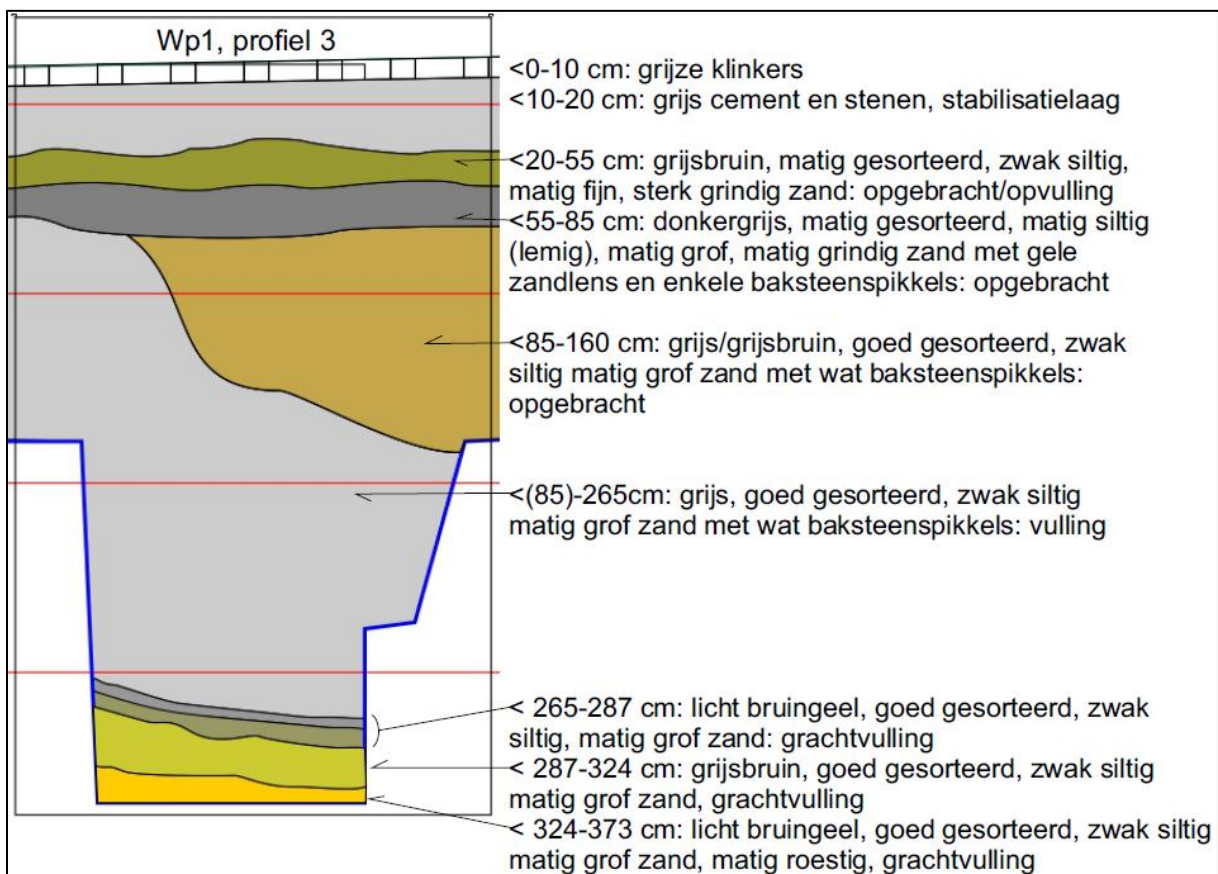 Wp1, profiel 3
<0-10 cm: grijze klinkers
<10-20 cm: grijs cement en stenen, stabilisatielaag
<20-55 cm: grijsbruin, matig gesorteerd, zwak siltig,
matig fijn, sterk grindig zand: opgebracht/opvulling
<55-85 cm: donkergrijs, matig gesorteerd, matig siltig
(lemig), matig grof, matig grindig zand met gele
zandlens en enkele baksteenspikkels: opgebracht
<85-160 cm: grijs/grijsbruin, goed gesorteerd, zwak
siltig matig grof zand met wat baksteenspikkels:
opgebracht
<(85)-265cm: grijs, goed gesorteerd, zwak siltig
matig grof zand met wat baksteenspikkels: vulling
< 265-287 cm: licht bruingeel, goed gesorteerd, zwak
siltig, matig grof zand: grachtvulling
< 287-324 cm: grijsbruin, goed gesorteerd, zwak siltig
matig grof zand, grachtvulling
< 324-373 cm: licht bruingeel, goed gesorteerd, zwak siltig
matig grof zand, matig roestig, grachtvulling